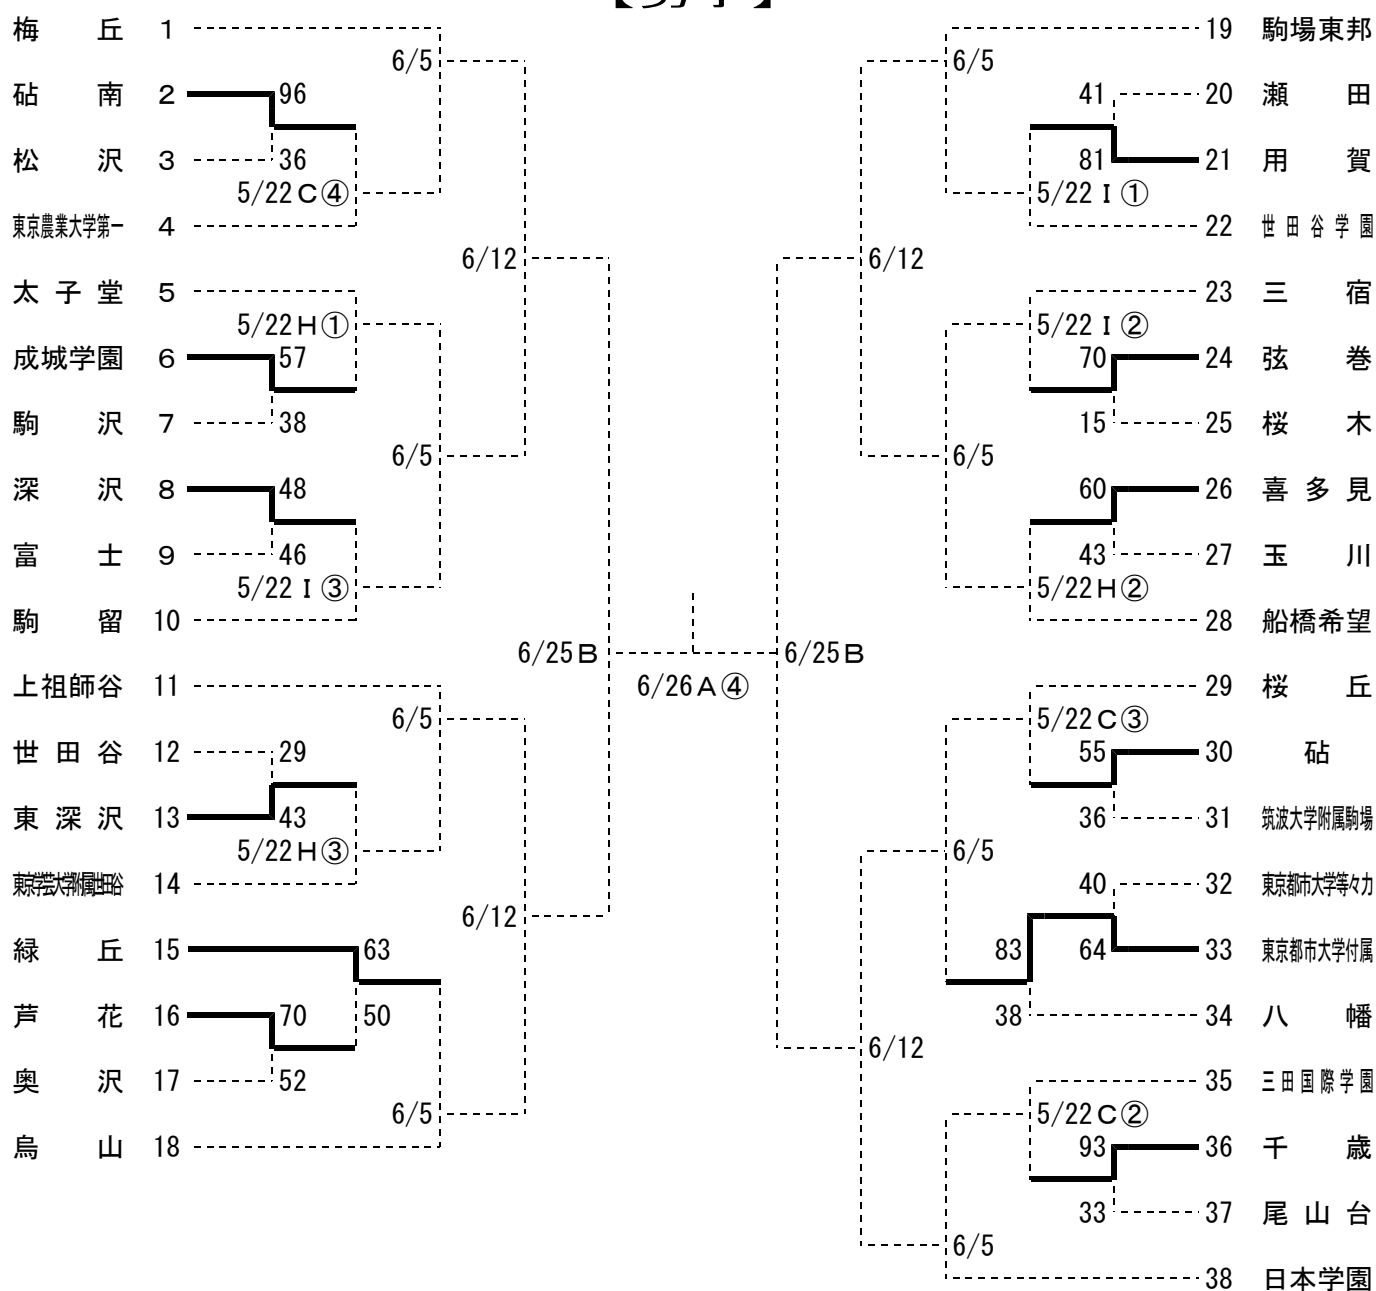 梅丘 1
6/5
砧南 2 96
松沢 3 36
5/22 C④
東京農業大学第一 4
6/12
太子堂 5
5/22 H①
成城学園 6 57
駒沢 7 38
6/5
深沢 8 48
富士 9 46
5/22 I③
駒留 10
6/25 B
6/26 A④
上祖師谷 11
6/5
世田谷 12 29
東深沢 13 43
5/22 H③
東京学芸大学附属世田谷 14
6/12
緑丘 15 63
芦花 16 70 50
奥沢 17 52
6/5
烏山 18
19 駒場東邦
6/5
41 20 瀬田
81 21 用賀
5/22 I①
22 世田谷学園
6/12
23 三宿
5/22 I②
70 24 弦巻
15 25 桜木
6/5
60 26 喜多見
43 27 玉川
5/22 H②
28 船橋希望
6/25 B
29 桜丘
5/22 C③
55 30 砧
36 31 筑波大学附属駒場
6/5
40 32 東京都市大学等々力
83 64 33 東京都市大学付属
38 34 八幡
6/12
35 三田国際学園
5/22 C②
93 36 千歳
33 37 尾山台
6/5
38 日本学園